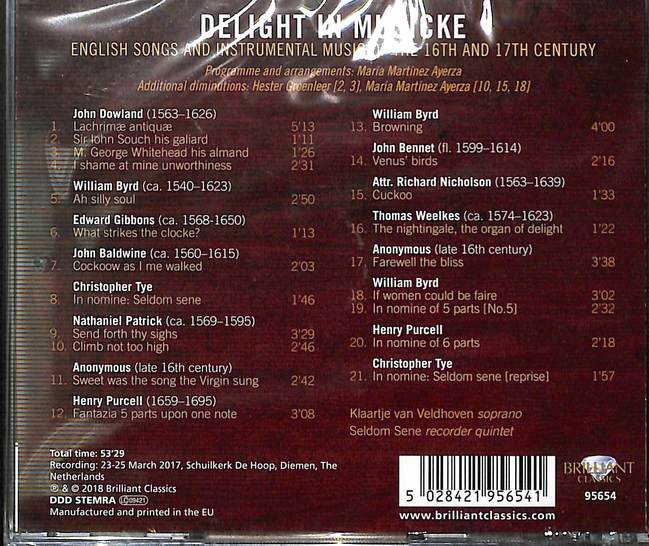 DELIGHT IN MUSICKE
ENGLISH SONGS AND INSTRUMENTAL MUSIC OF THE 16TH AND 17TH CENTURY
Programme and arrangements: María Martínez Ayerza
Additional diminutions: Hester Groenleer [2, 3], María Martínez Ayerza [10, 15, 18]
John Dowland (1563–1626)
1. Lachrimæ antiquæ 5'13
2. Sir Iohn Souch his galiard 1'11
3. M. George Whitehead his almand 1'26
4. I shame at mine unworthiness 2'31
William Byrd (ca. 1540–1623)
5. Ah silly soul 2'50
Edward Gibbons (ca. 1568-1650)
6. What strikes the clocke? 1'13
John Baldwine (ca. 1560–1615)
7. Cockoow as I me walked 2'03
Christopher Tye
8. In nomine: Seldom sene 1'46
Nathaniel Patrick (ca. 1569–1595)
9. Send forth thy sighs 3'29
10. Climb not too high 2'46
Anonymous (late 16th century)
11. Sweet was the song the Virgin sung 2'42
Henry Purcell (1659–1695)
12. Fantazia 5 parts upon one note 3'08
William Byrd
13. Browning 4'00
John Bennet (fl. 1599–1614)
14. Venus' birds 2'16
Attr. Richard Nicholson (1563–1639)
15. Cuckoo 1'33
Thomas Weelkes (ca. 1574–1623)
16. The nightingale, the organ of delight 1'22
Anonymous (late 16th century)
17. Farewell the bliss 3'38
William Byrd
18. If women could be faire 3'02
19. In nomine of 5 parts [No.5] 2'32
Henry Purcell
20. In nomine of 6 parts 2'18
Christopher Tye
21. In nomine: Seldom sene [reprise] 1'57
Klaartje van Veldhoven soprano
Seldom Sene recorder quintet
Total time: 53'29
Recording: 23-25 March 2017, Schuilkerk De Hoop, Diemen, The
Netherlands
℗ & © 2018 Brilliant Classics
DDD STEMRA LC09421
Manufactured and printed in the EU
5 028421 956541
www.brilliantclassics.com
BRILLIANT
CLASSICS
95654